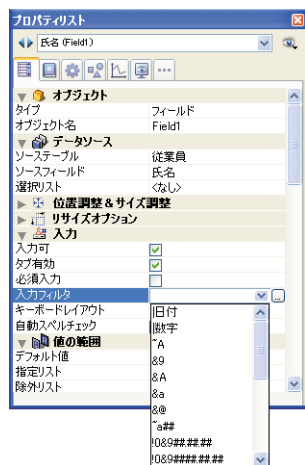 プロパティリスト
氏名 (Field1)
オブジェクト
タイプ フィールド
オブジェクト名 Field1
データソース
ソーステーブル 従業員
ソースフィールド 氏名
選択リスト <なし>
位置調整&サイズ調整
リサイズオプション
入力
入力可
タブ有効
必須入力
入力フィルタ
キーボードレイアウト |日付
自動スペルチェック |数字
値の範囲 ~A
デフォルト値 &9
指定リスト &A
除外リスト &a
&@
~a##
!0&9##.##.##
!0&9####.##.##